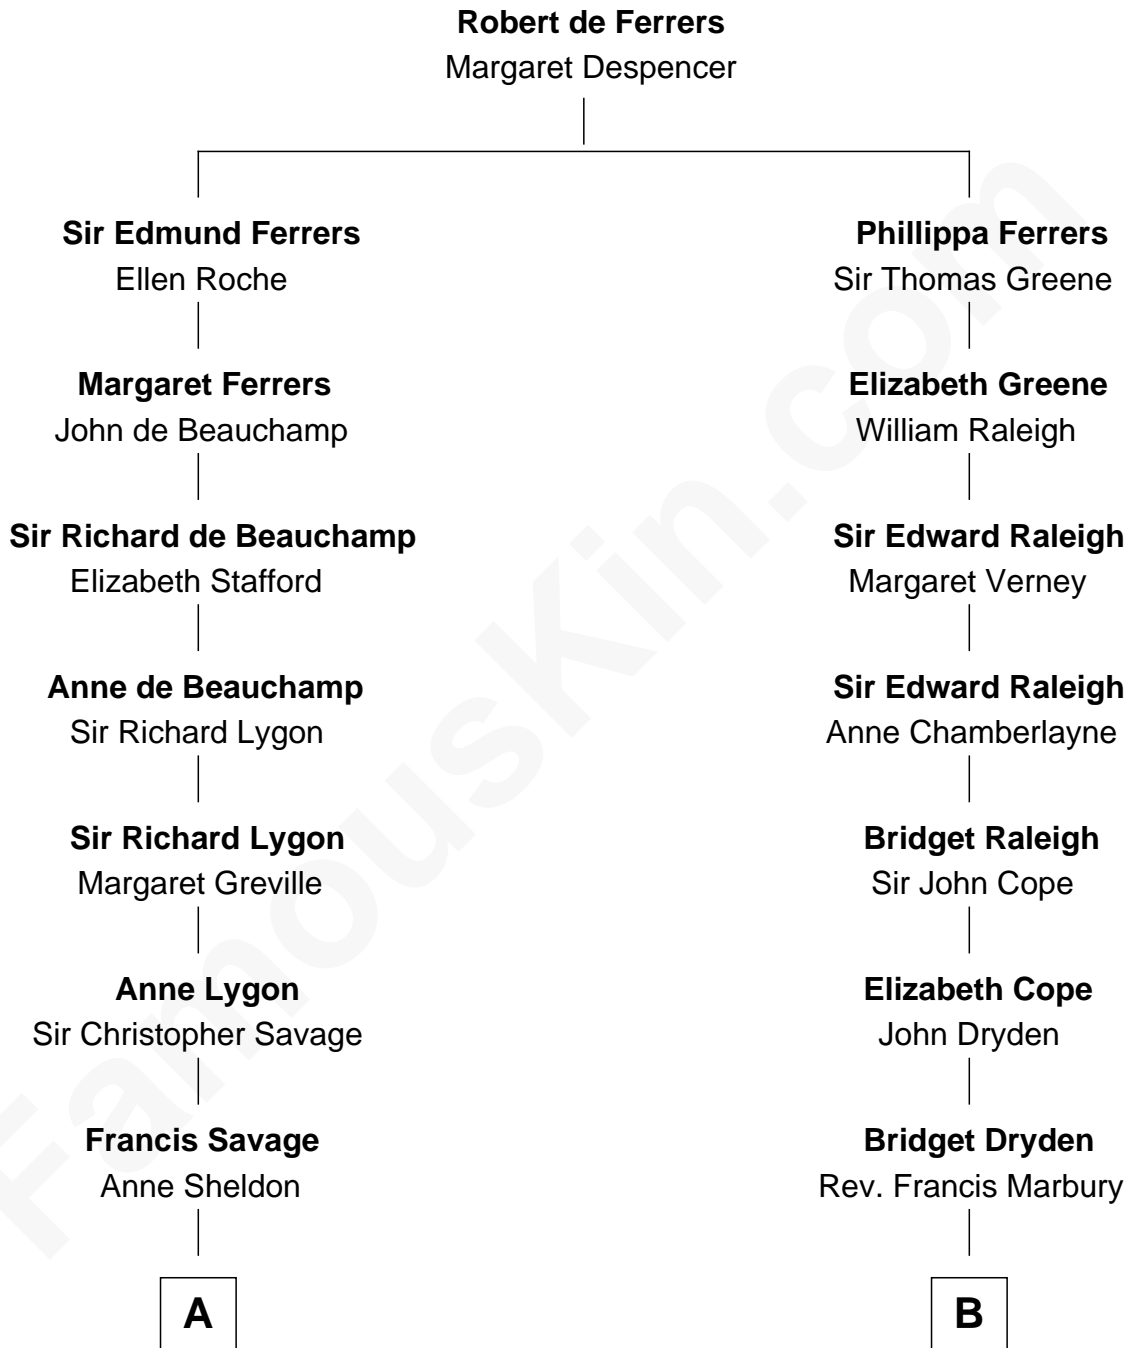 Robert de Ferrers
Margaret Despencer
Sir Edmund Ferrers
Ellen Roche
Margaret Ferrers
John de Beauchamp
Sir Richard de Beauchamp
Elizabeth Stafford
Anne de Beauchamp
Sir Richard Lygon
Sir Richard Lygon
Margaret Greville
Anne Lygon
Sir Christopher Savage
Francis Savage
Anne Sheldon
A
Phillippa Ferrers
Sir Thomas Greene
Elizabeth Greene
William Raleigh
Sir Edward Raleigh
Margaret Verney
Sir Edward Raleigh
Anne Chamberlayne
Bridget Raleigh
Sir John Cope
Elizabeth Cope
John Dryden
Bridget Dryden
Rev. Francis Marbury
B
FamousKin.com